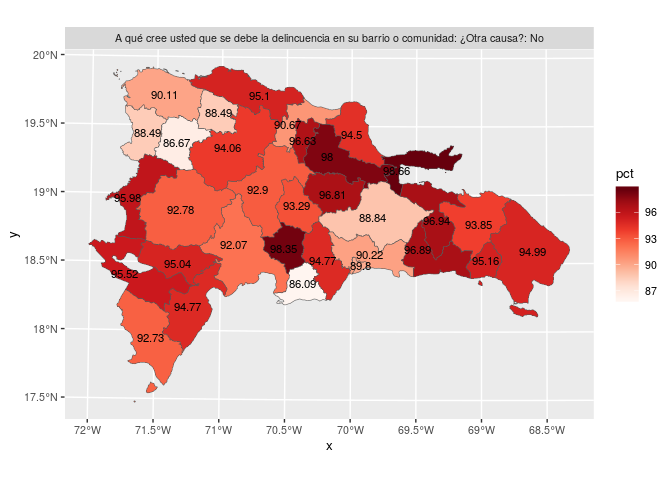 A qué cree usted que se debe la delincuencia en su barrio o comunidad: ¿Otra causa?: No
20°N
19.5°N
19°N
18.5°N
18°N
17.5°N
y
90.11
95.1
88.49
88.49
86.67
90.67
96.63
94.5
94.06
98
98.66
95.98
92.78
92.9
93.29
96.81
88.84
96.94
93.85
92.07
98.35
94.77
90.22
89.8
96.89
95.16
94.99
95.04
95.52
86.09
94.77
92.73
72°W
71.5°W
71°W
70.5°W
70°W
69.5°W
69°W
68.5°W
x
pct
96
93
90
87